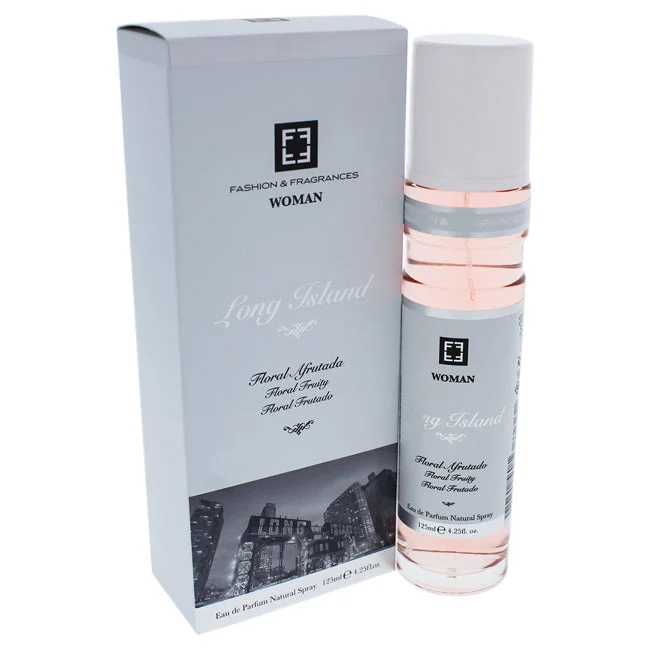 FASHION & FRAGRANCES
WOMAN
Long Island
Floral Afrutada
Floral Fruity
Floral Frutado
LONG
Eau de Parfum Natural Spray 125ml e 4.25fl.oz.
& FRAGRANCES
WOMAN
Island
Floral Afrutado
Floral Fruity
Floral Frutado
Eau de Parfum Natural Spray
125ml e 4.25fl. oz.